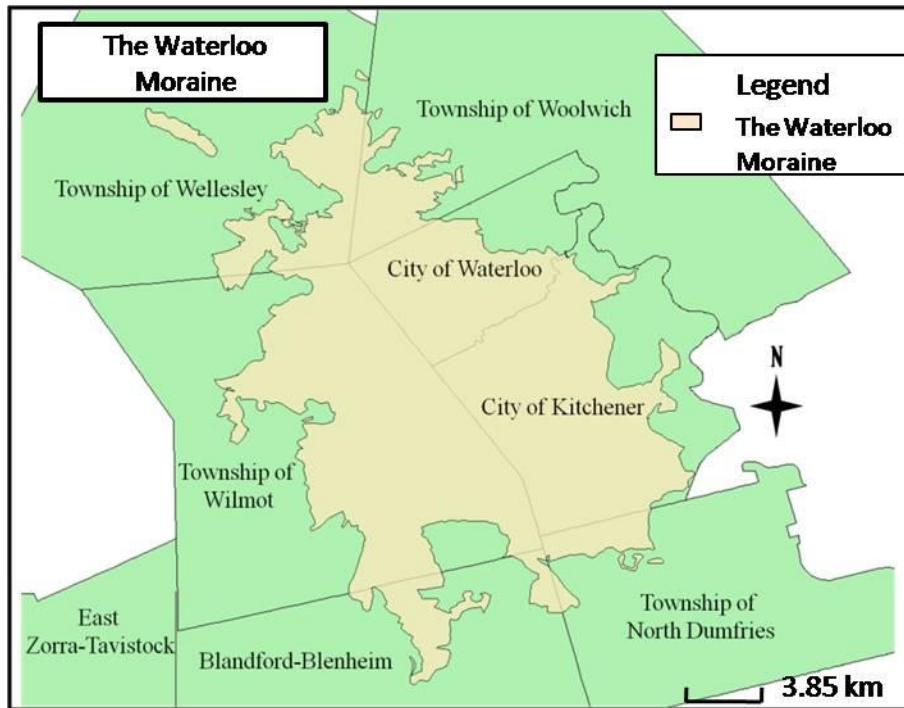 The Waterloo
Moraine
Legend
The Waterloo
Moraine
Township of Woolwich
Township of Wellesley
City of Waterloo
N
City of Kitchener
Township of
Wilmot
East
Zorra-Tavistock
Township of
North Dumfries
Blandford-Blenheim
3.85 km